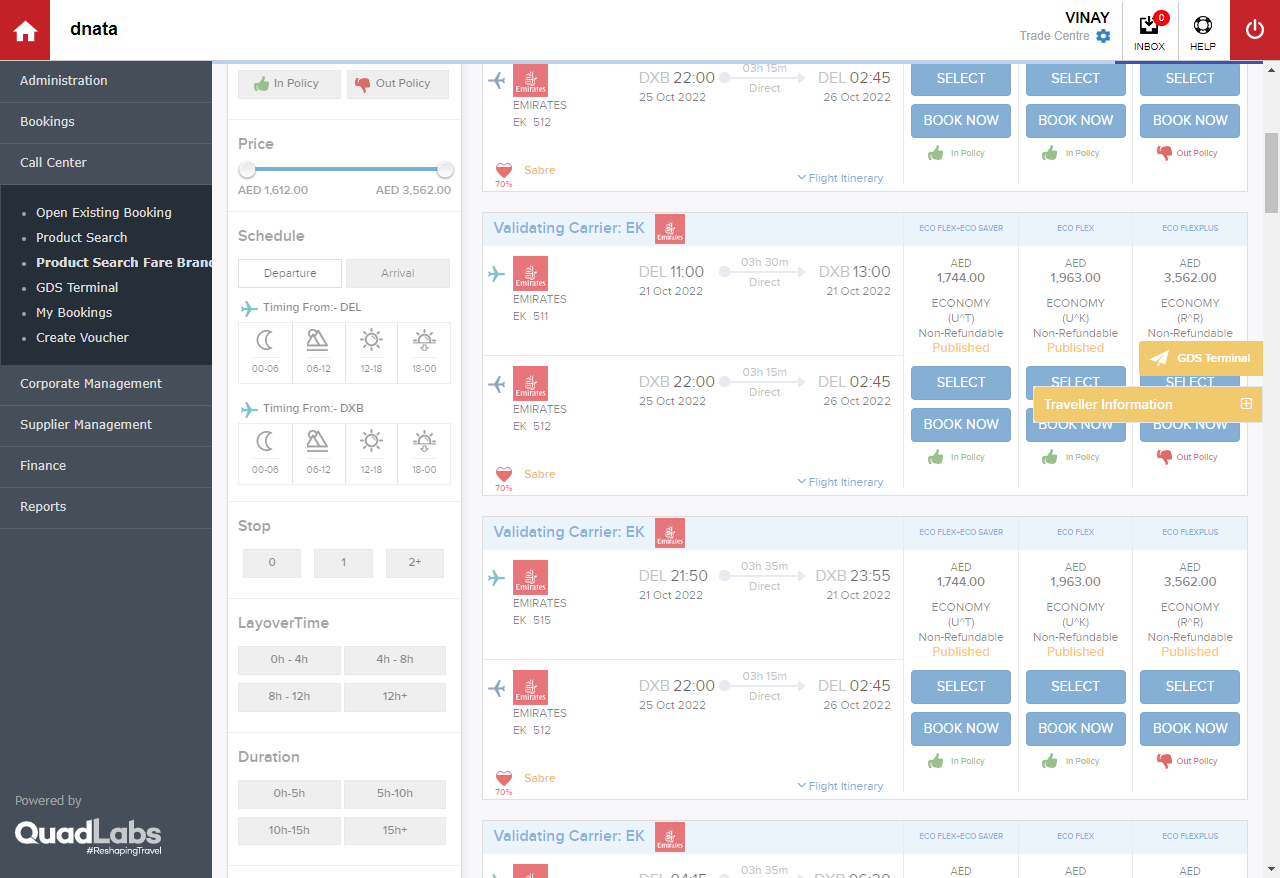 dnata
VINAY
Trade Centre
0
INBOX
HELP
Administration
Bookings
Call Center
Open Existing Booking
Product Search
Product Search Fare Bran
GDS Terminal
My Bookings
Create Voucher
Corporate Management
Supplier Management
Finance
Reports
Powered by
QuadLabs
#ReshapingTravel
In Policy
Out Policy
Price
AED 1,612.00
AED 3,562.00
Schedule
Departure
Arrival
Timing From:- DEL
00-06
06-12
12-18
18-00
Timing From:- DXB
00-06
06-12
12-18
18-00
Stop
0
1
2+
LayoverTime
0h - 4h
4h - 8h
8h - 12h
12h+
Duration
0h-5h
5h-10h
10h-15h
15h+
Emirates
EMIRATES
EK 512
DXB 22:00
25 Oct 2022
03h 15m
Direct
DEL 02:45
26 Oct 2022
70%
Sabre
Flight Itinerary
SELECT
SELECT
SELECT
BOOK NOW
BOOK NOW
BOOK NOW
In Policy
In Policy
Out Policy
Validating Carrier: EK
Emirates
ECO FLEX+ECO SAVER
ECO FLEX
ECO FLEXPLUS
Emirates
EMIRATES
EK 511
DEL 11:00
21 Oct 2022
03h 30m
Direct
DXB 13:00
21 Oct 2022
AED
1,744.00
ECONOMY
(U^T)
Non-Refundable
Published
AED
1,963.00
ECONOMY
(U^K)
Non-Refundable
Published
AED
3,562.00
ECONOMY
(R^R)
Non-Refundable
GDS Terminal
Traveller Information
Emirates
EMIRATES
EK 512
DXB 22:00
25 Oct 2022
03h 15m
Direct
DEL 02:45
26 Oct 2022
70%
Sabre
Flight Itinerary
SELECT
SELECT
SELECT
BOOK NOW
BOOK NOW
BOOK NOW
In Policy
In Policy
Out Policy
Validating Carrier: EK
Emirates
ECO FLEX+ECO SAVER
ECO FLEX
ECO FLEXPLUS
Emirates
EMIRATES
EK 515
DEL 21:50
21 Oct 2022
03h 35m
Direct
DXB 23:55
21 Oct 2022
AED
1,744.00
ECONOMY
(U^T)
Non-Refundable
Published
AED
1,963.00
ECONOMY
(U^K)
Non-Refundable
Published
AED
3,562.00
ECONOMY
(R^R)
Non-Refundable
Published
Emirates
EMIRATES
EK 512
DXB 22:00
25 Oct 2022
03h 15m
Direct
DEL 02:45
26 Oct 2022
70%
Sabre
Flight Itinerary
SELECT
SELECT
SELECT
BOOK NOW
BOOK NOW
BOOK NOW
In Policy
In Policy
Out Policy
Validating Carrier: EK
Emirates
ECO FLEX+ECO SAVER
ECO FLEX
ECO FLEXPLUS
DEL 04:15
03h 35m
DXB 06:20
AED
AED
AED